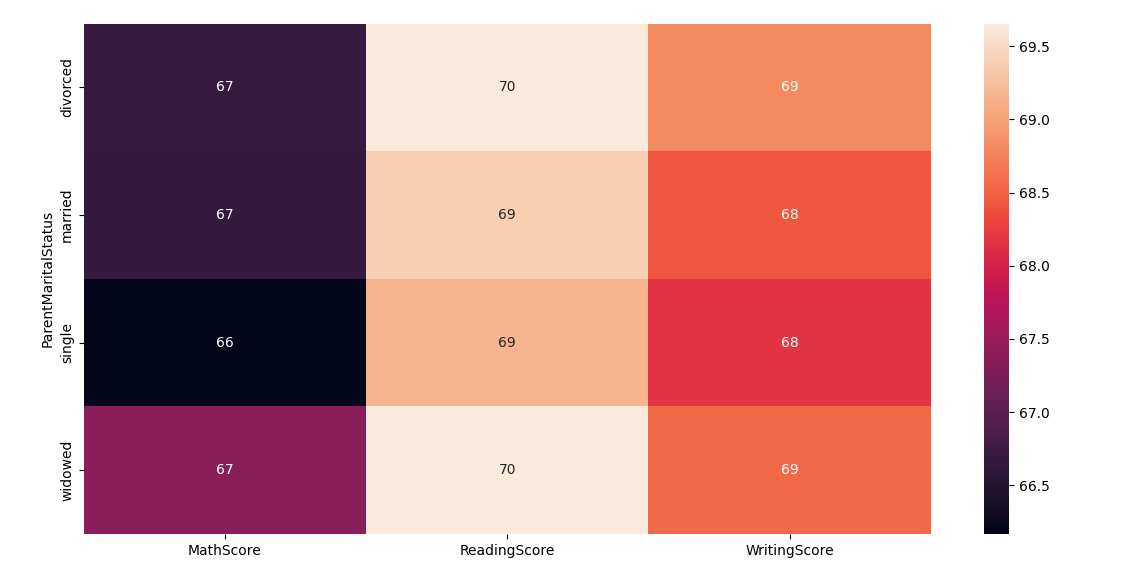 ParentMaritalStatus
divorced
married
single
widowed
67 70 69
67 69 68
66 69 68
67 70 69
MathScore ReadingScore WritingScore
69.5
69.0
68.5
68.0
67.5
67.0
66.5